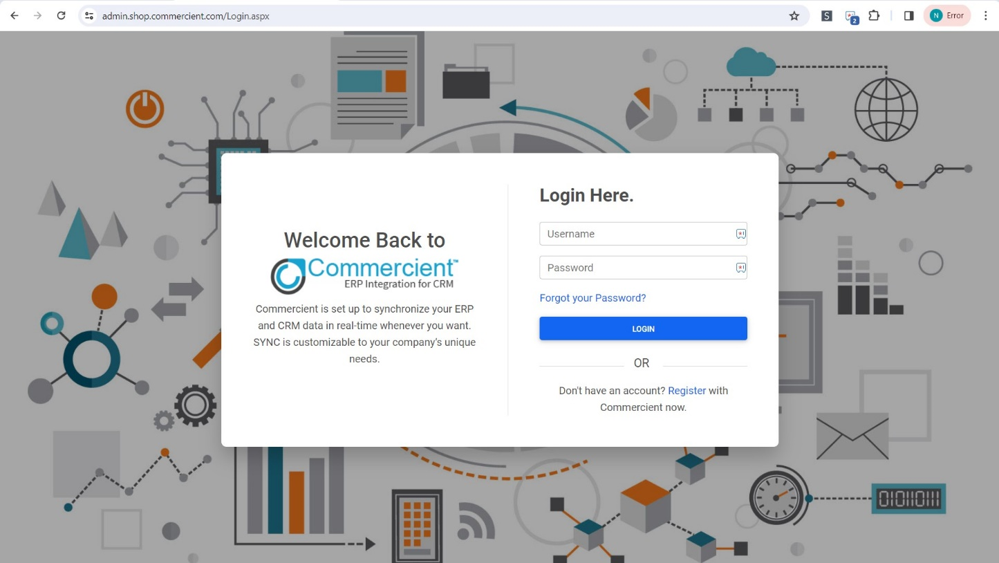 admin.shop.commercient.com/Login.aspx
S
2
N Error
Welcome Back to
Commercient™
ERP Integration for CRM
Commercient is set up to synchronize your ERP
and CRM data in real-time whenever you want.
SYNC is customizable to your company's unique
needs.
Login Here.
Username
Password
Forgot your Password?
LOGIN
OR
Don't have an account? Register with
Commercient now.